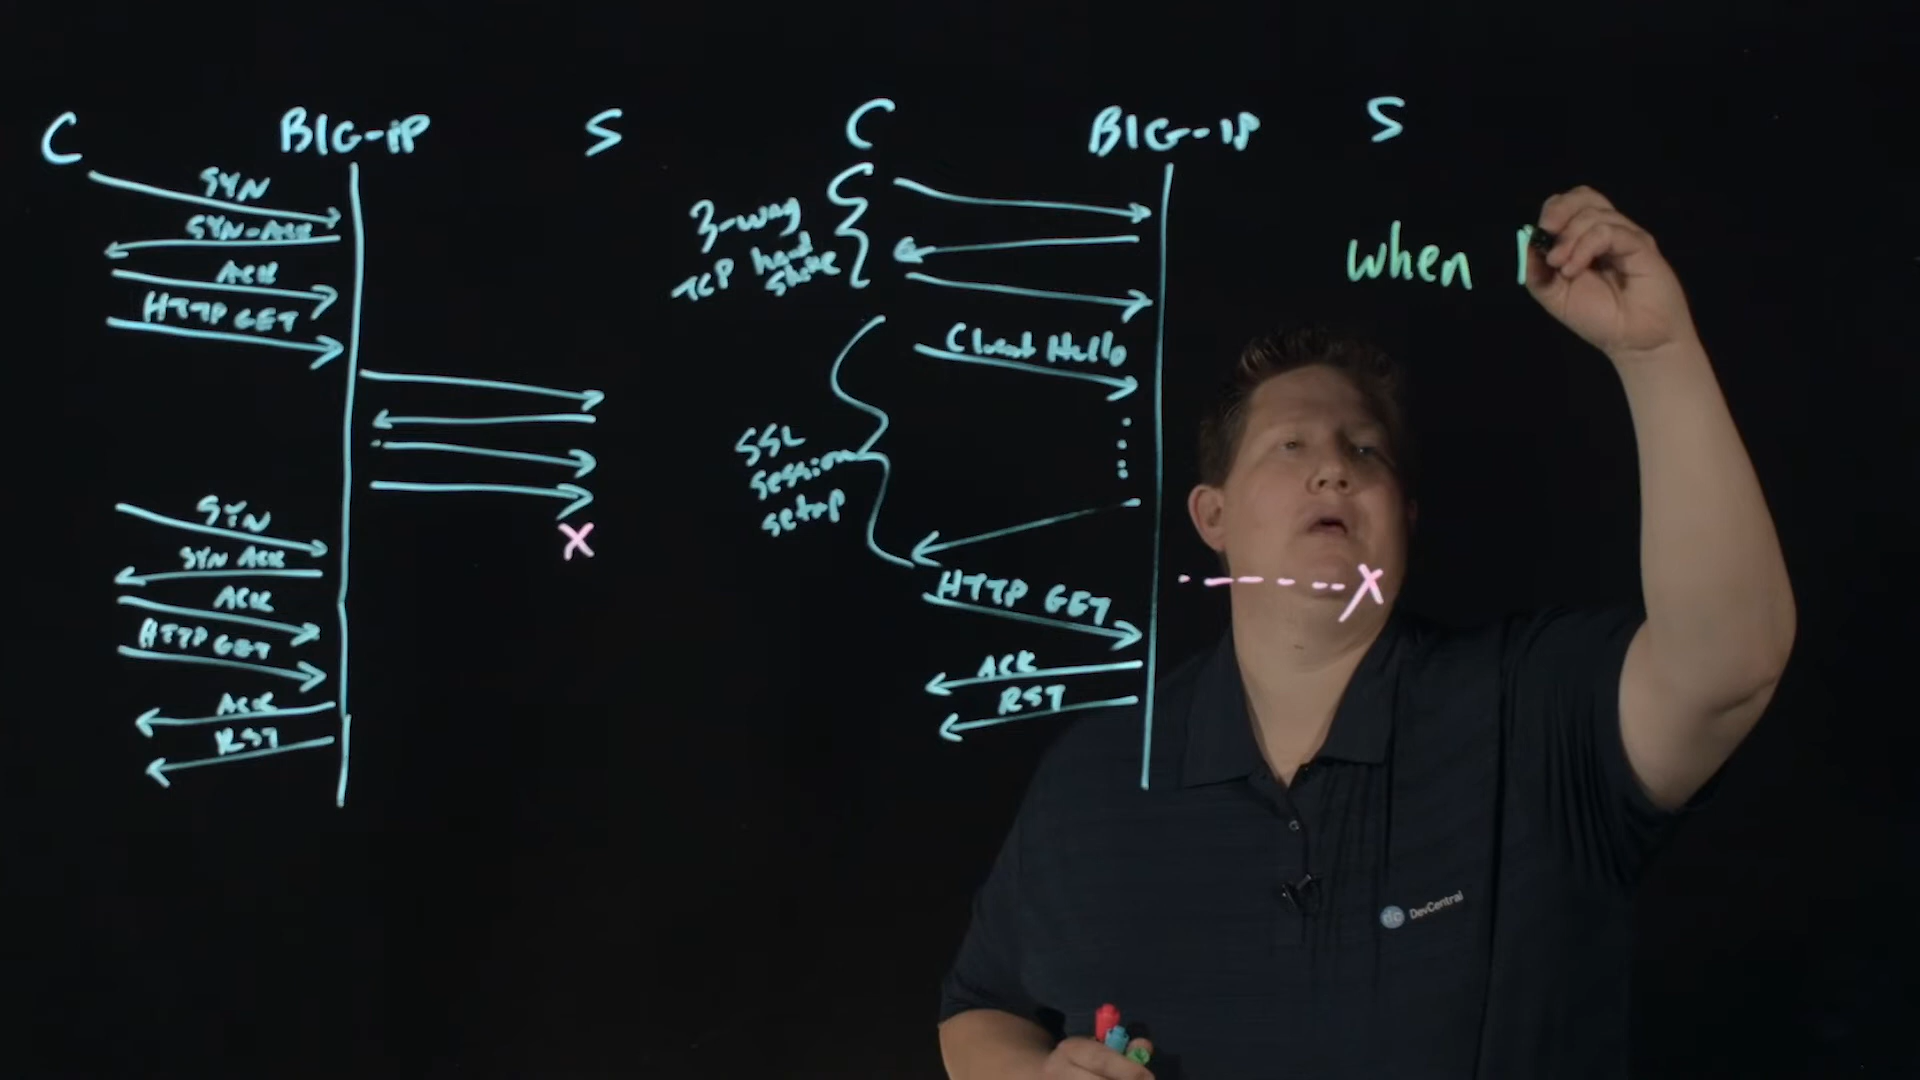 C BIG-IP S
SYN
SYN-ACK
ACK
HTTP GET
SYN
SYN ACK
ACK
HTTP GET
ACK
RST
X
C BIG-IP S
3-way
TCP hand
shake
Client Hello
SSL
session
setup
HTTP GET
ACK
RST
X
when
dc DevCentral